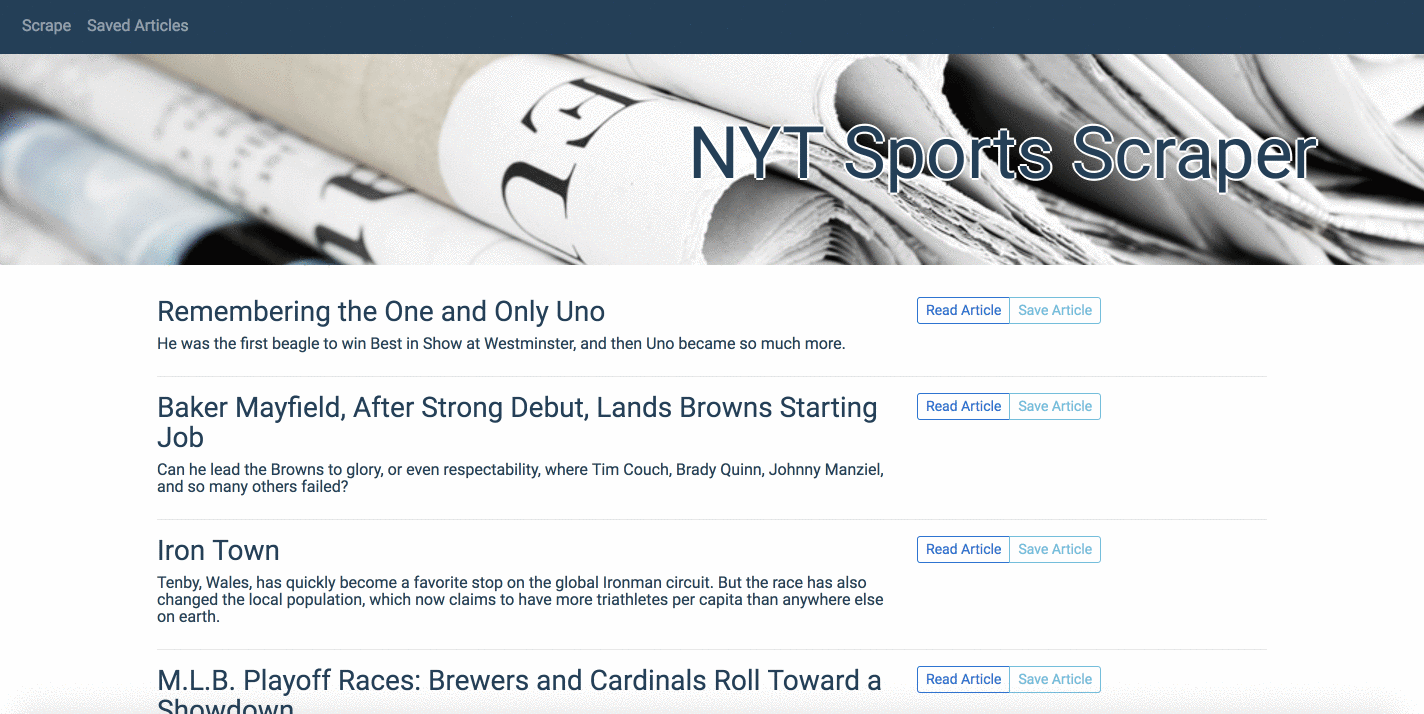 Scrape Saved Articles
NYT Sports Scraper
Remembering the One and Only Uno
Read Article Save Article
He was the first beagle to win Best in Show at Westminster, and then Uno became so much more.
Baker Mayfield, After Strong Debut, Lands Browns Starting
Job
Read Article Save Article
Can he lead the Browns to glory, or even respectability, where Tim Couch, Brady Quinn, Johnny Manziel,
and so many others failed?
Iron Town
Read Article Save Article
Tenby, Wales, has quickly become a favorite stop on the global Ironman circuit. But the race has also
changed the local population, which now claims to have more triathletes per capita than anywhere else
on earth.
M.L.B. Playoff Races: Brewers and Cardinals Roll Toward a
Showdown
Read Article Save Article